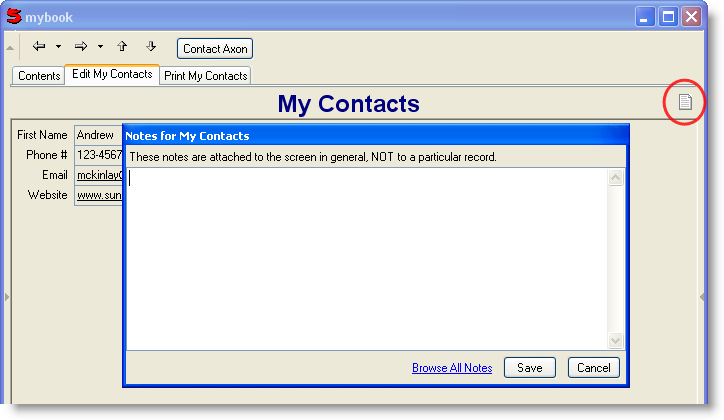 mybook
Contact Axon
Contents Edit My Contacts Print My Contacts
My Contacts
First Name Andrew
Phone # 123-4567
Email mckinlay@
Website www.sun
Notes for My Contacts
These notes are attached to the screen in general, NOT to a particular record.
Browse All Notes Save Cancel